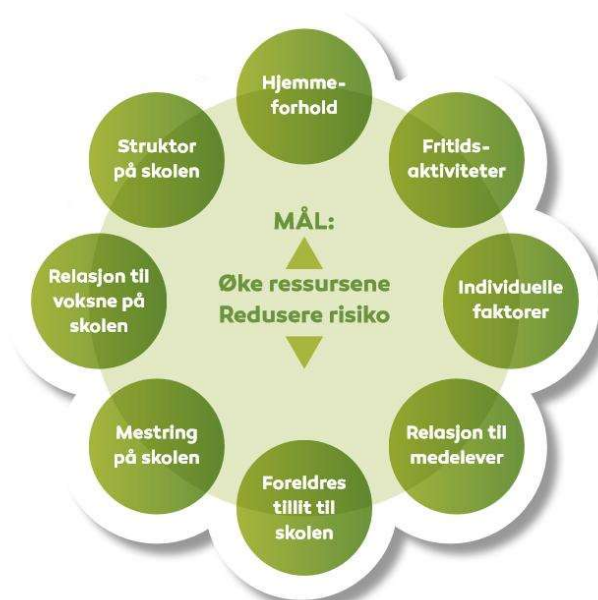 Hjemme-
forhold
Fritids-
aktiviteter
Individuelle
faktorer
Relasjon til
medelever
Foreldres
tillit til
skolen
Mestring
på skolen
Relasjon til
voksne på
skolen
Struktor
på skolen
MÅL:
Øke ressursene
Redusere risiko